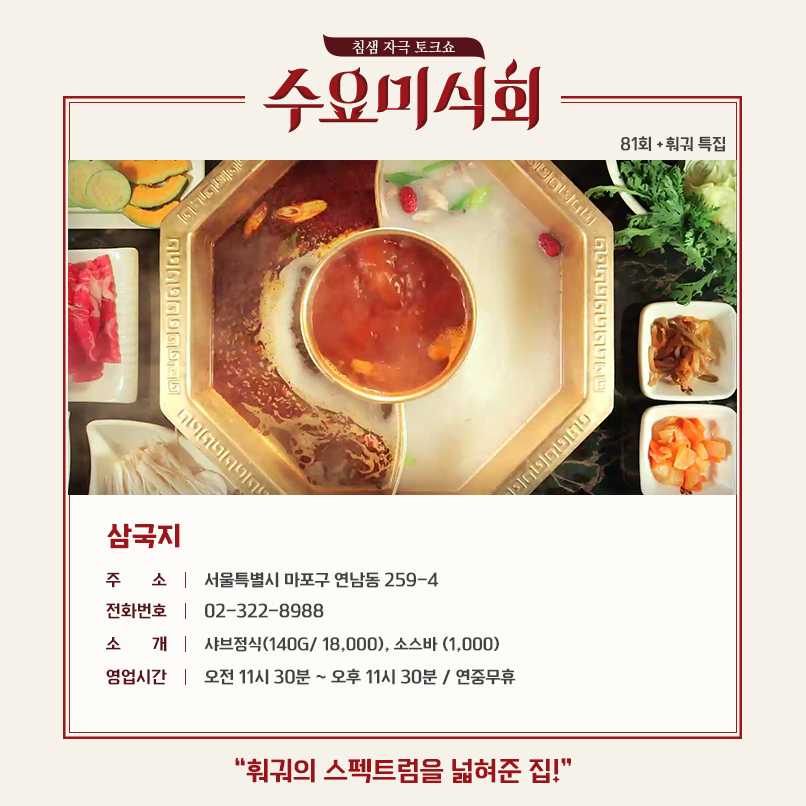 침샘 자극 토크쇼
수요미식회
81회 + 훠궈 특집
삼국지
주 소 | 서울특별시 마포구 연남동 259-4
전화번호 | 02-322-8988
소 개 | 샤브정식(140G/ 18,000), 소스바 (1,000)
영업시간 | 오전 11시 30분 ~ 오후 11시 30분 / 연중무휴
“훠궈의 스펙트럼을 넓혀준 집!”